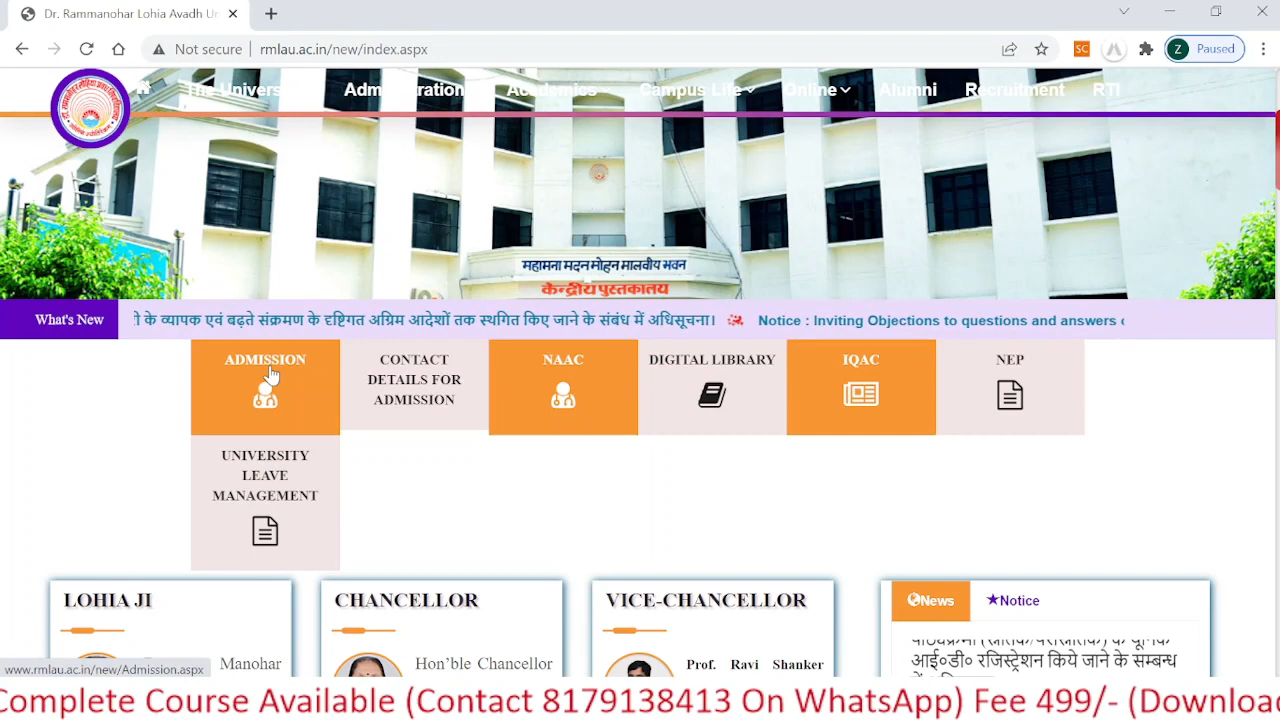 Dr. Rammanohar Lohia Avadh Un
Not secure
rmlau.ac.in/new/index.aspx
SC
Z
Paused
The Univers
Administration
Academics
Campus Life
Online
Alumni
Recruitment
RTI
महामना मदन मोहन मालवीय भवन
केन्द्रीय पुस्तकालय
What's New
री के व्यापक एवं बढ़ते संक्रमण के दृष्टिगत अग्रिम आदेशों तक स्थगित किए जाने के संबंध में अधिसूचना।
Notice : Inviting Objections to questions and answers
ADMISSION
CONTACT
DETAILS FOR
ADMISSION
NAAC
DIGITAL LIBRARY
IQAC
NEP
UNIVERSITY
LEAVE
MANAGEMENT
LOHIA JI
Manohar
CHANCELLOR
Hon'ble Chancellor
VICE-CHANCELLOR
Prof. Ravi Shanker
News
Notice
आई०डी० रजिस्ट्रेशन किये जाने के सम्बन्ध
www.rmlau.ac.in/new/Admission.aspx
Complete Course Available (Contact 8179138413 On WhatsApp) Fee 499/- (Downloa